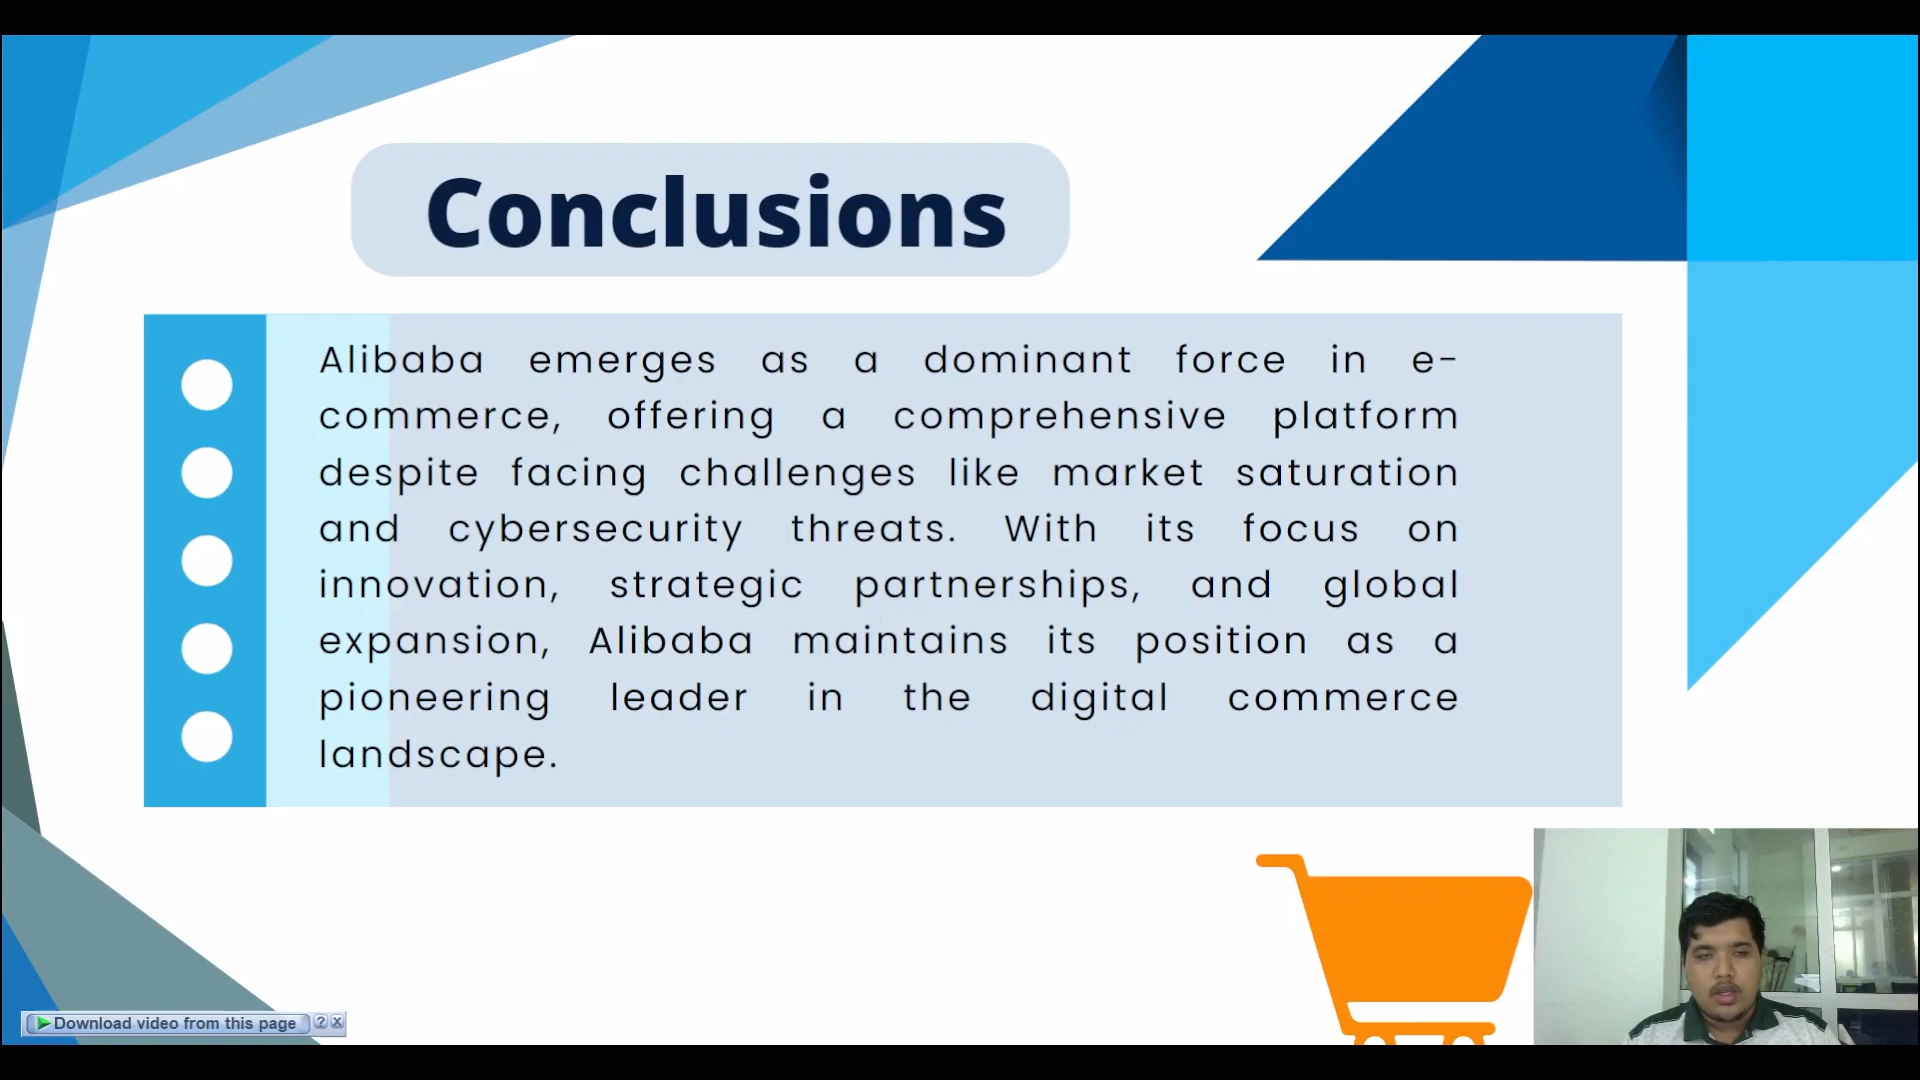 Conclusions
Alibaba emerges as a dominant force in e-
commerce, offering a comprehensive platform
despite facing challenges like market saturation
and cybersecurity threats. With its focus on
innovation, strategic partnerships, and global
expansion, Alibaba maintains its position as a
pioneering leader in the digital commerce
landscape.
Download video from this page ? X